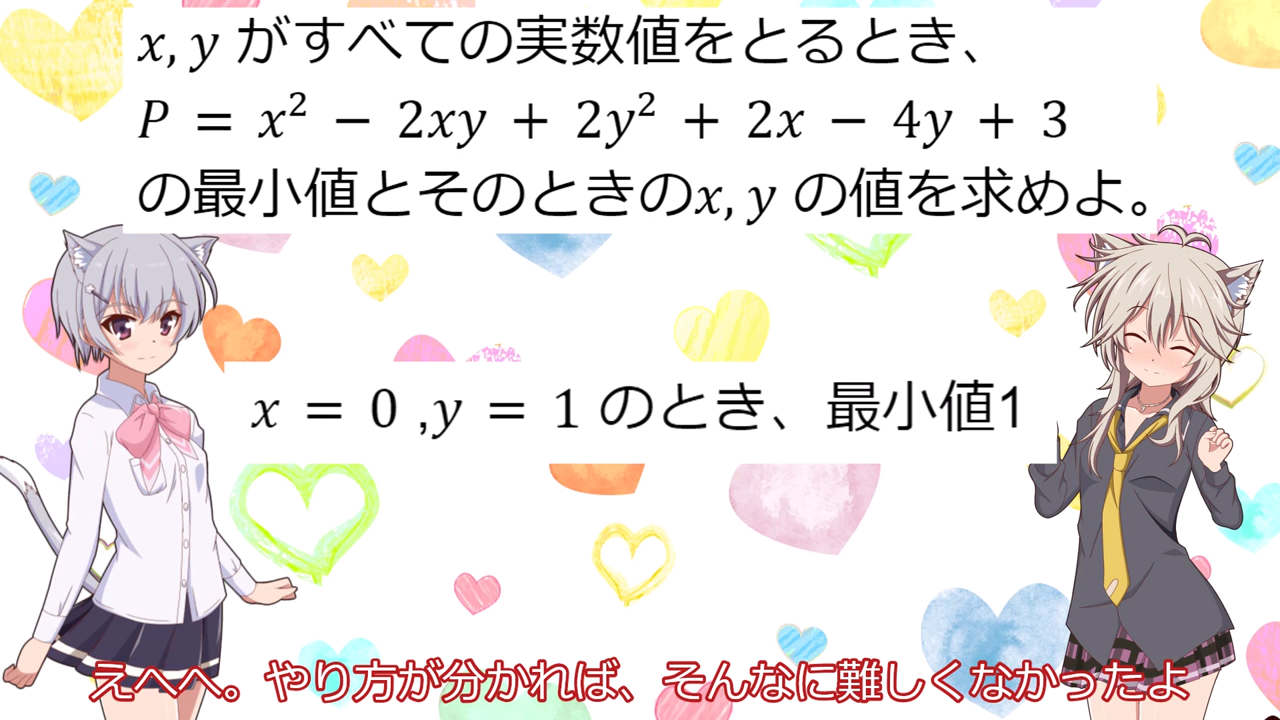 x, y がすべての実数値をとるとき、
P = x² − 2xy + 2y² + 2x − 4y + 3
の最小値とそのときのx, y の値を求めよ。
x = 0 ,y = 1 のとき、最小値1
えへへ。やり方が分かれば、そんなに難しくなかったよ